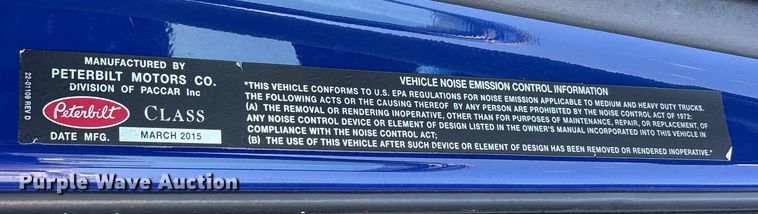 MANUFACTURED BY
PETERBILT MOTORS CO.
DIVISION OF PACCAR Inc
Peterbilt CLASS
DATE MFG. MARCH 2015
22-01109 REV D
VEHICLE NOISE EMISSION CONTROL INFORMATION
"THIS VEHICLE CONFORMS TO U.S. EPA REGULATIONS FOR NOISE EMISSION APPLICABLE TO MEDIUM AND HEAVY DUTY TRUCKS.
THE FOLLOWING ACTS OR THE CAUSING THEREOF BY ANY PERSON ARE PROHIBITED BY THE NOISE CONTROL ACT OF 1972:
(A) THE REMOVAL OR RENDERING INOPERATIVE, OTHER THAN FOR PURPOSES OF MAINTENANCE, REPAIR, OR REPLACEMENT, OF
ANY NOISE CONTROL DEVICE OR ELEMENT OF DESIGN LISTED IN THE OWNER'S MANUAL INCORPORATED INTO THIS VEHICLE IN
COMPLIANCE WITH THE NOISE CONTROL ACT;
(B) THE USE OF THIS VEHICLE AFTER SUCH DEVICE OR ELEMENT OF DESIGN HAS BEEN REMOVED OR RENDERED INOPERATIVE."
Purple Wave Auction